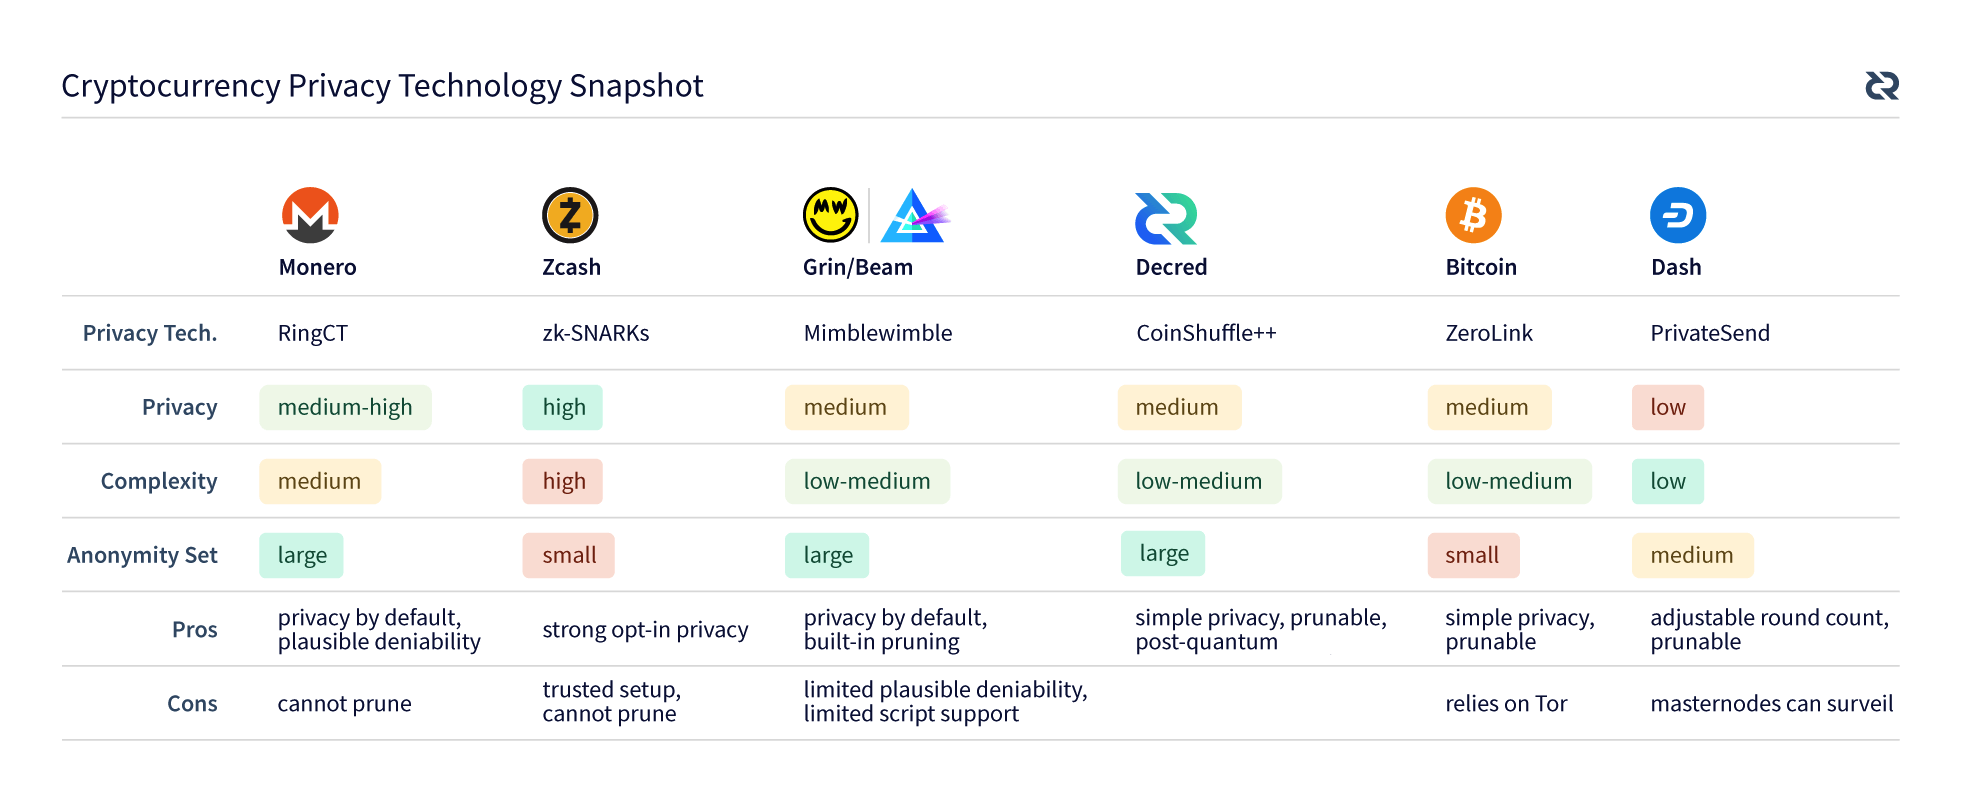 Cryptocurrency Privacy Technology Snapshot
Monero Zcash Grin/Beam Decred Bitcoin Dash
Privacy Tech. RingCT zk-SNARKs Mimblewimble CoinShuffle++ ZeroLink PrivateSend
Privacy medium-high high medium medium medium low
Complexity medium high low-medium low-medium low-medium low
Anonymity Set large small large large small medium
Pros privacy by default, plausible deniability strong opt-in privacy privacy by default, built-in pruning simple privacy, prunable, post-quantum simple privacy, prunable adjustable round count, prunable
Cons cannot prune trusted setup, cannot prune limited plausible deniability, limited script support relies on Tor masternodes can surveil